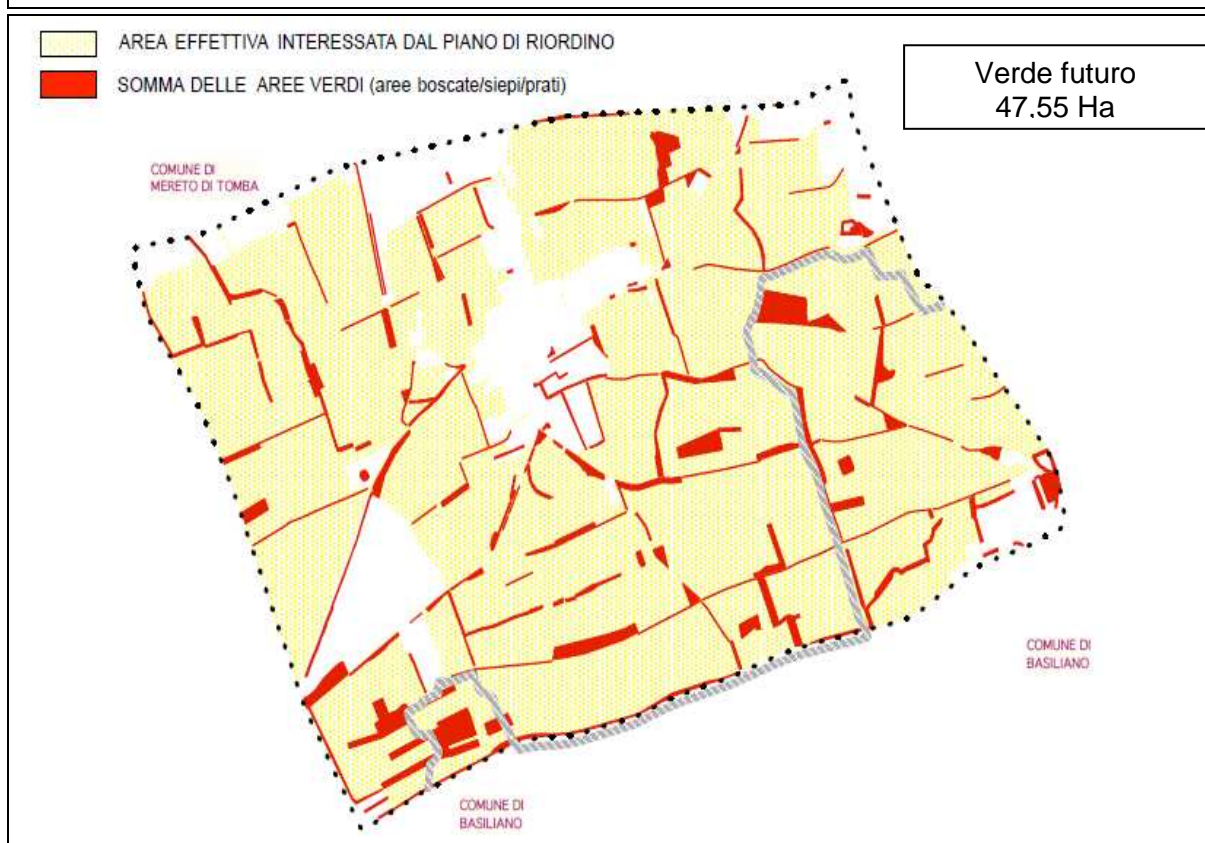 AREA EFFETTIVA INTERESSATA DAL PIANO DI RIORDINO
SOMMA DELLE AREE VERDI (aree boscate/siepi/prati)
Verde futuro
47,55 Ha
COMUNE DI
MERETO DI TOMBA
COMUNE DI
BASILIANO
COMUNE DI
BASILIANO